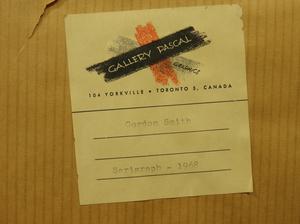 GALLERY PASCAL
GRAPHICS
104 YORKVILLE • TORONTO 5, CANADA
Gordon Smith
Serigraph - 1968